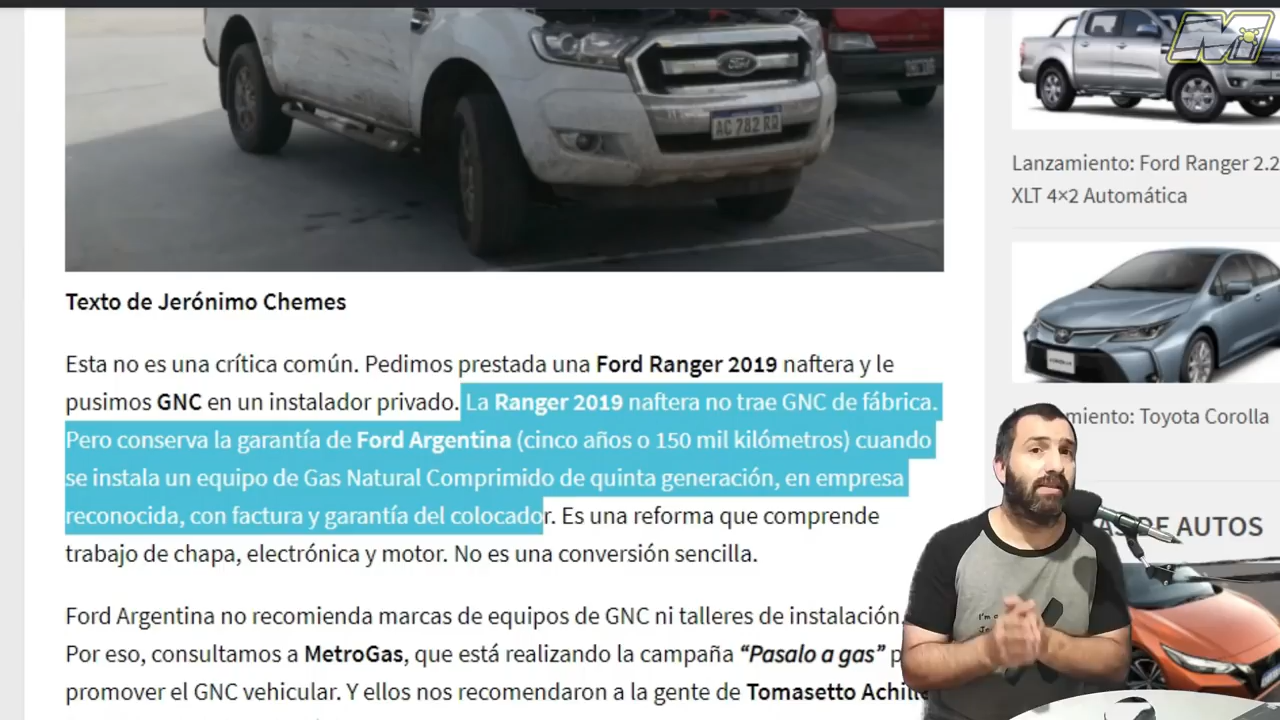 Ford
AC 782 RD
Lanzamiento: Ford Ranger 2.2
XLT 4×2 Automática
Texto de Jerónimo Chemes
Esta no es una crítica común. Pedimos prestada una Ford Ranger 2019 naftera y le
pusimos GNC en un instalador privado. La Ranger 2019 naftera no trae GNC de fábrica.
Pero conserva la garantía de Ford Argentina (cinco años o 150 mil kilómetros) cuando
se instala un equipo de Gas Natural Comprimido de quinta generación, en empresa
reconocida, con factura y garantía del colocador. Es una reforma que comprende
trabajo de chapa, electrónica y motor. No es una conversión sencilla.
Ford Argentina no recomienda marcas de equipos de GNC ni talleres de instalación.
Por eso, consultamos a MetroGas, que está realizando la campaña “Pasalo a gas” p
promover el GNC vehicular. Y ellos nos recomendaron a la gente de Tomasetto Achille
miento: Toyota Corolla
AS DE AUTOS
I'm